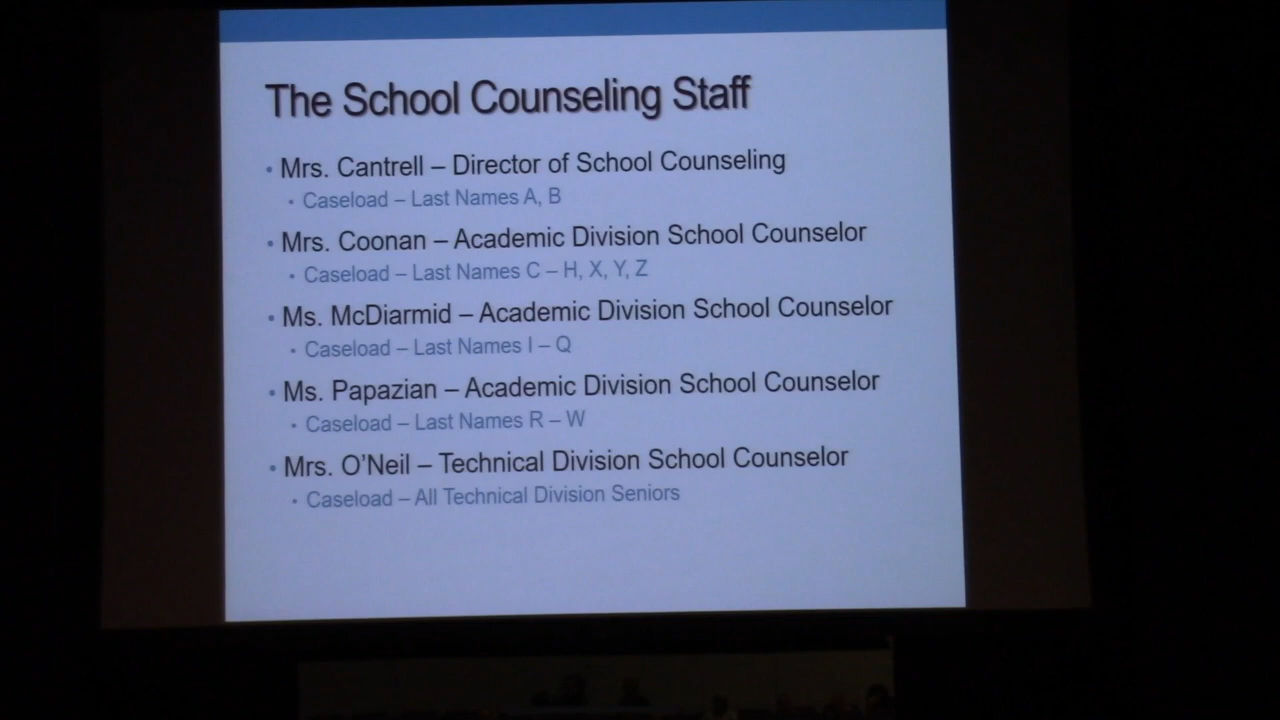 The School Counseling Staff
• Mrs. Cantrell – Director of School Counseling
• Caseload – Last Names A, B
• Mrs. Coonan – Academic Division School Counselor
• Caseload – Last Names C – H, X, Y, Z
• Ms. McDiarmid – Academic Division School Counselor
• Caseload – Last Names I – Q
• Ms. Papazian – Academic Division School Counselor
• Caseload – Last Names R – W
• Mrs. O’Neil – Technical Division School Counselor
• Caseload – All Technical Division Seniors